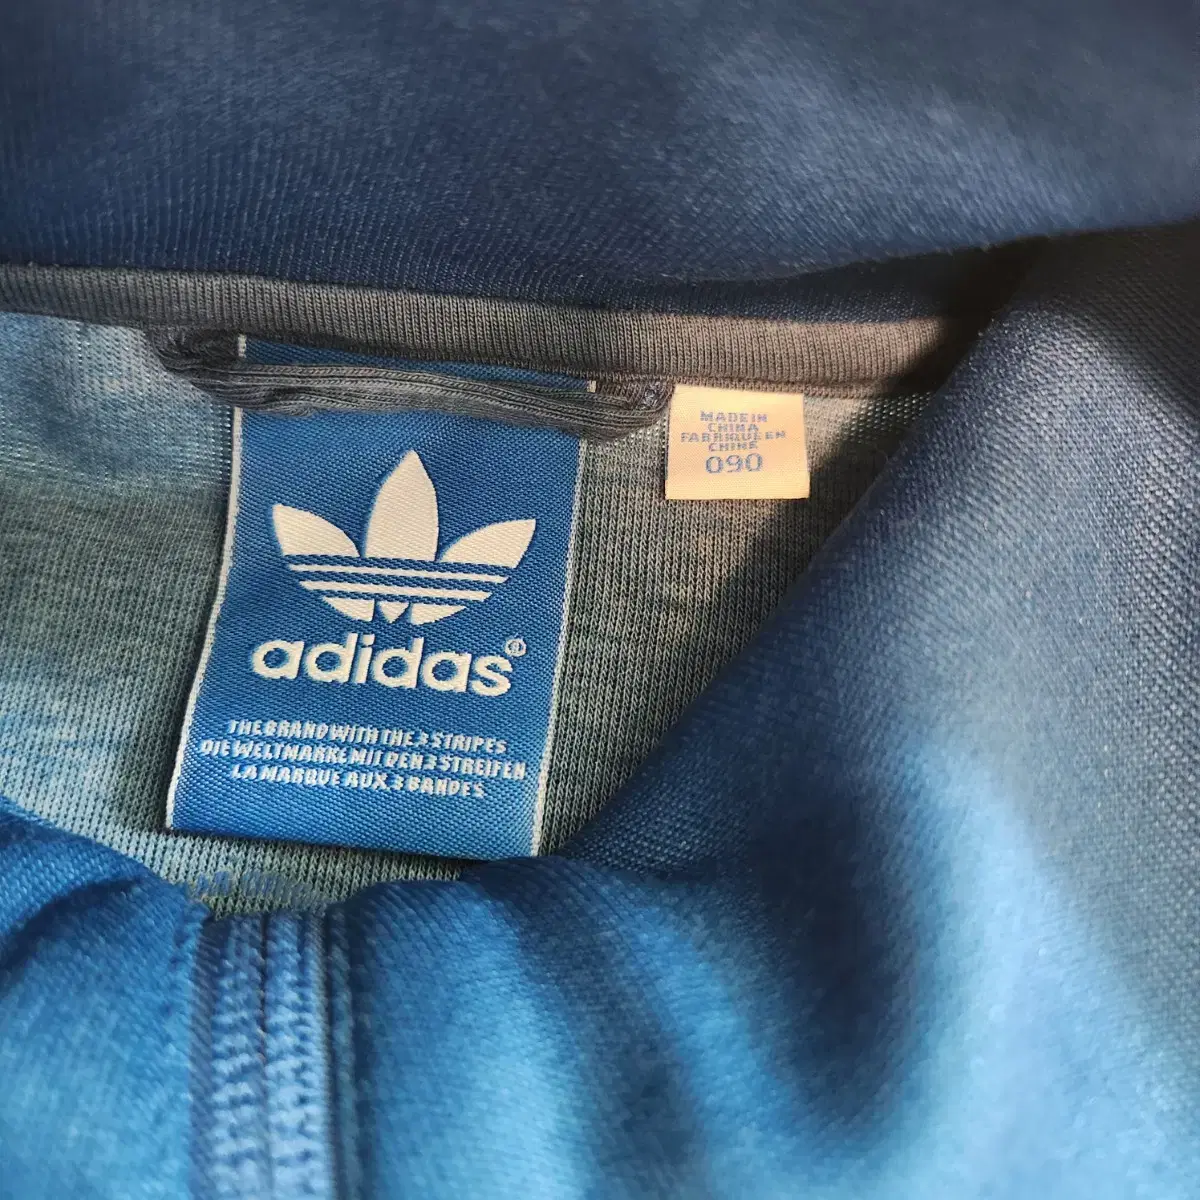 adidas®
THE BRAND WITH THE 3 STRIPES
DIE WELTMARKE MIT DEN 3 STREIFEN
LA MARQUE AUX 3 BANDES
MADE IN
CHINA
FABRIQUE EN
CHINE
090